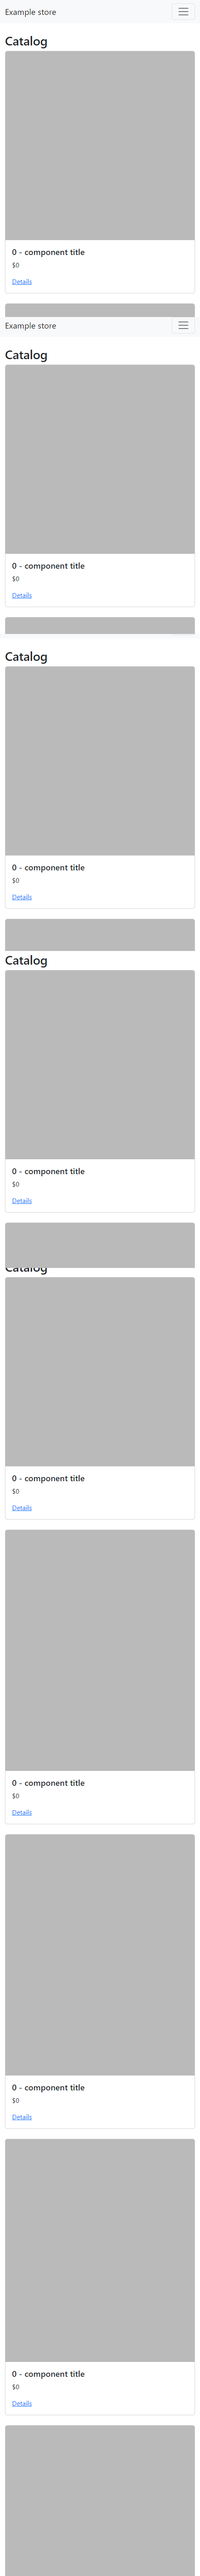 Example store
Catalog
0 - component title
$0
Details
Example store
Catalog
0 - component title
$0
Details
Catalog
0 - component title
$0
Details
Catalog
0 - component title
$0
Details
Catalog
0 - component title
$0
Details
0 - component title
$0
Details
0 - component title
$0
Details
0 - component title
$0
Details